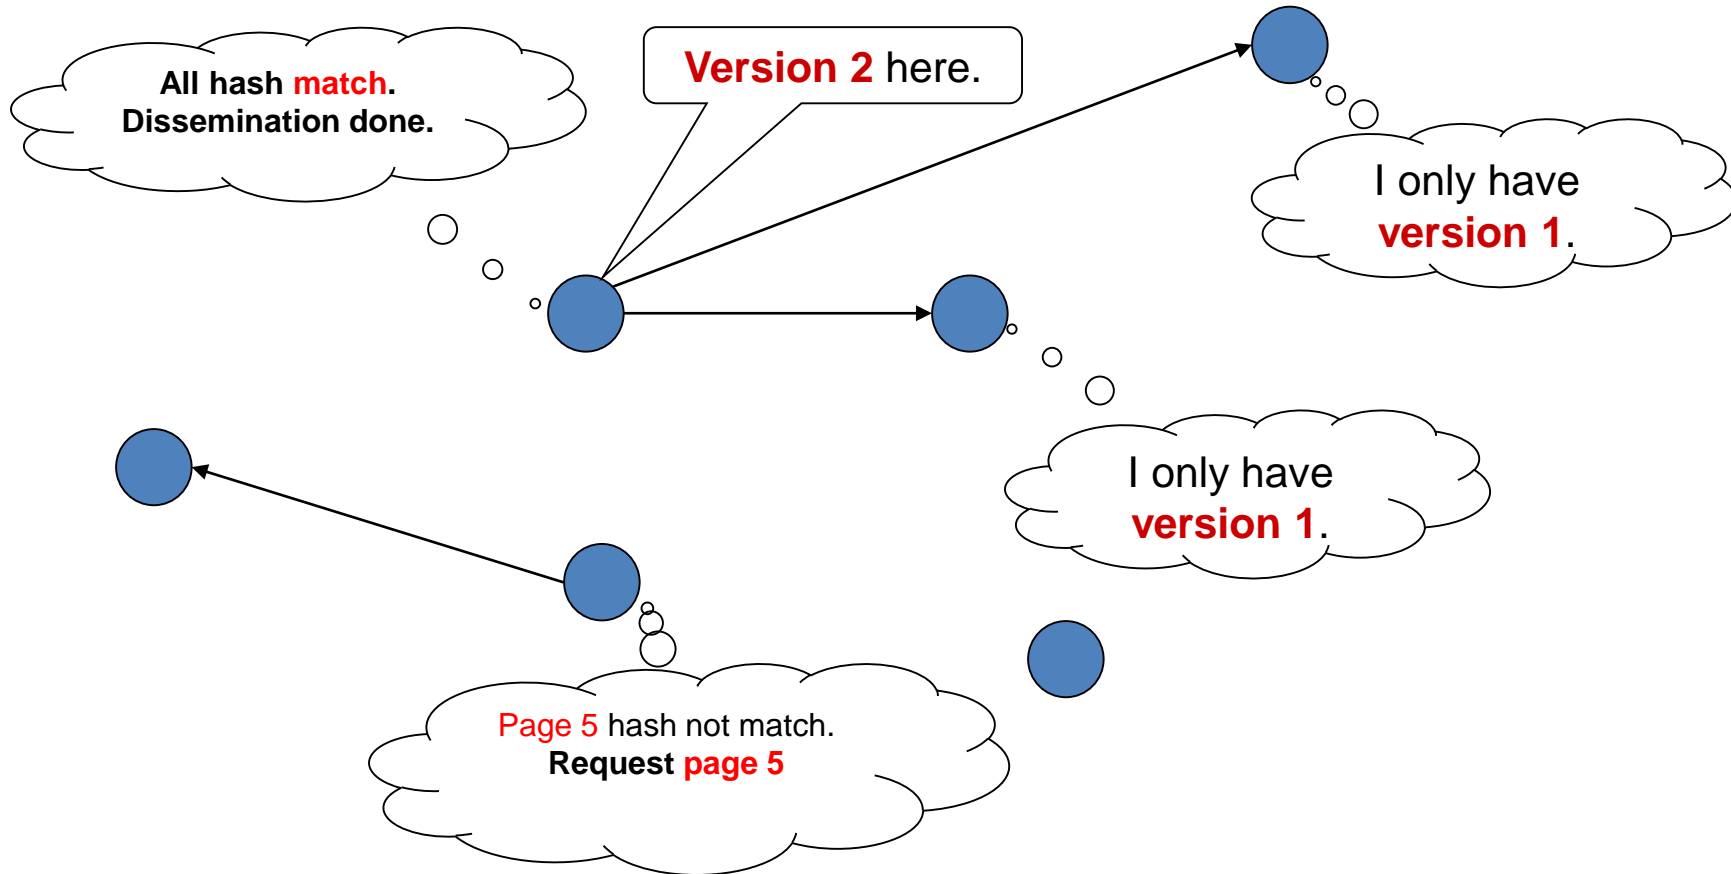 All hash match.
Dissemination done.
Version 2 here.
I only have
version 1.
I only have
version 1.
Page 5 hash not match.
Request page 5